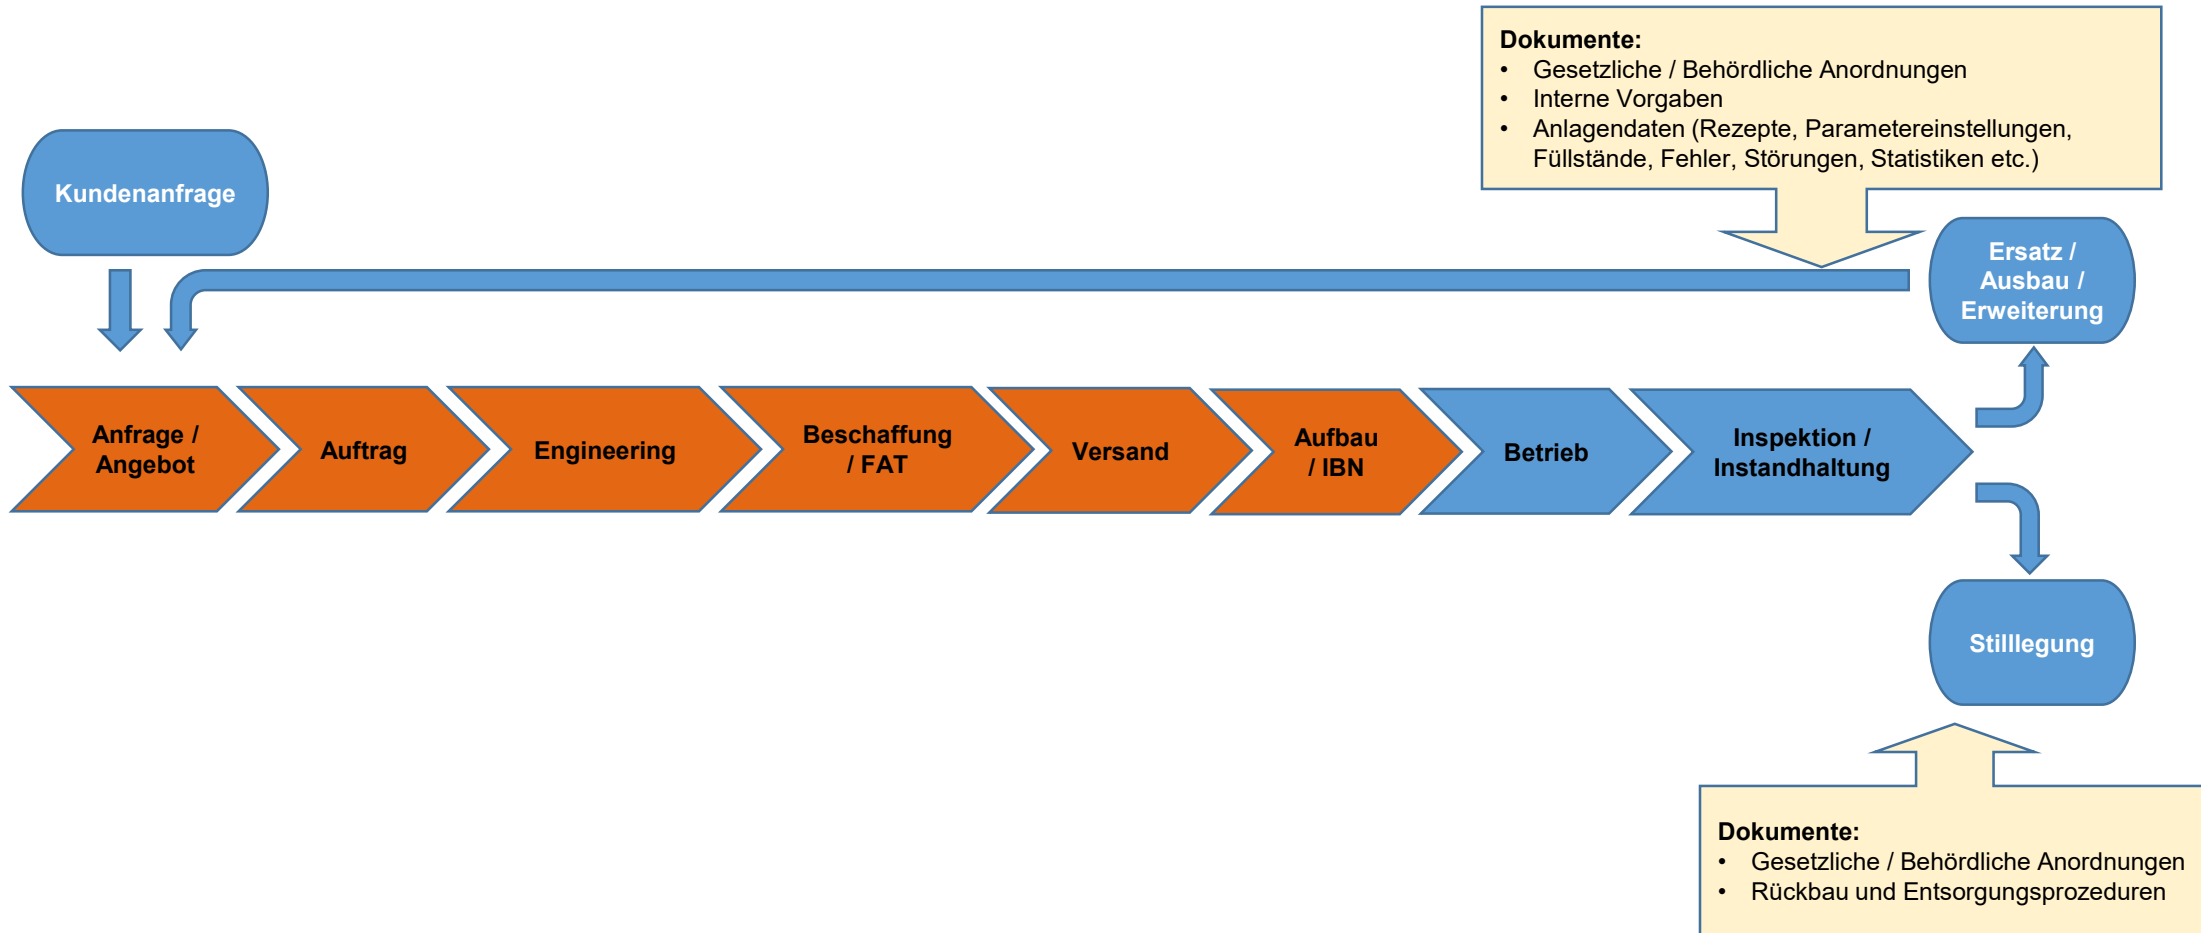 Dokumente:
• Gesetzliche / Behördliche Anordnungen
• Interne Vorgaben
• Anlagendaten (Rezepte, Parametereinstellungen,
Füllstände, Fehler, Störungen, Statistiken etc.)
Kundenanfrage
Ersatz /
Ausbau /
Erweiterung
Anfrage /
Angebot
Auftrag
Engineering
Beschaffung
/ FAT
Versand
Aufbau
/ IBN
Betrieb
Inspektion /
Instandhaltung
Stilllegung
Dokumente:
• Gesetzliche / Behördliche Anordnungen
• Rückbau und Entsorgungsprozeduren